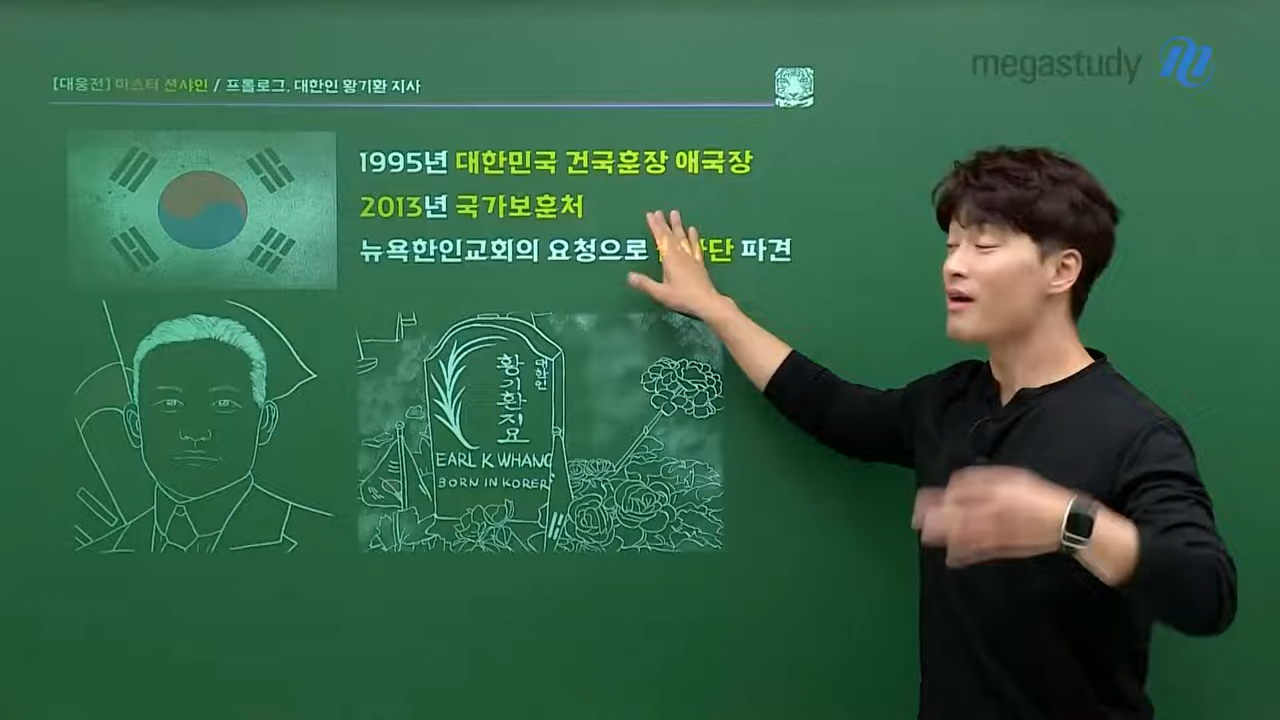 megastudy
[대웅전] 미스터 션샤인 / 프롤로그. 대한인 황기환 지사
1995년 대한민국 건국훈장 애국장
2013년 국가보훈처
뉴욕한인교회의 요청으로 단 파견
대한인
황기환지묘
EARL K WHANG
BORN IN KOREA